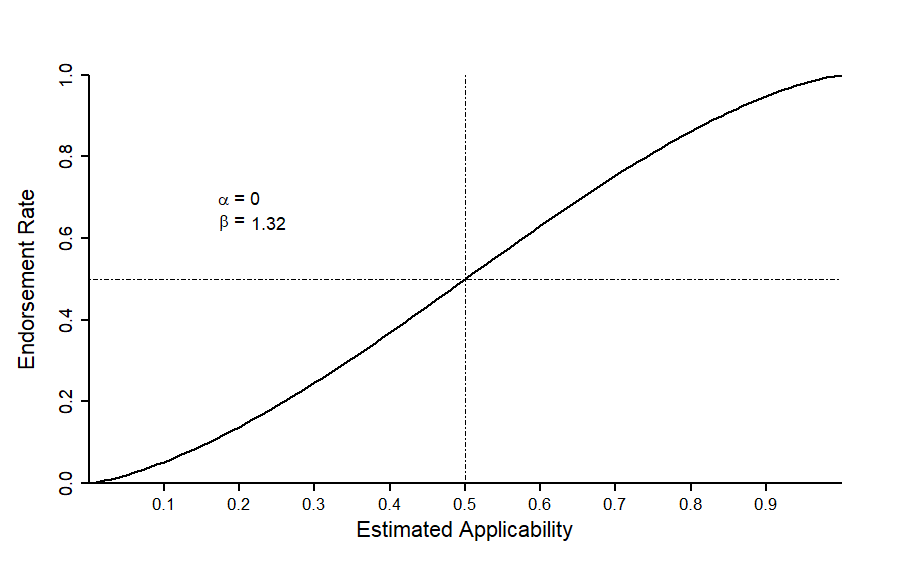 1.0
0.8
0.6
0.4
0.2
0.0
Endorsement Rate
α = 0
β = 1.32
0.1 0.2 0.3 0.4 0.5 0.6 0.7 0.8 0.9
Estimated Applicability